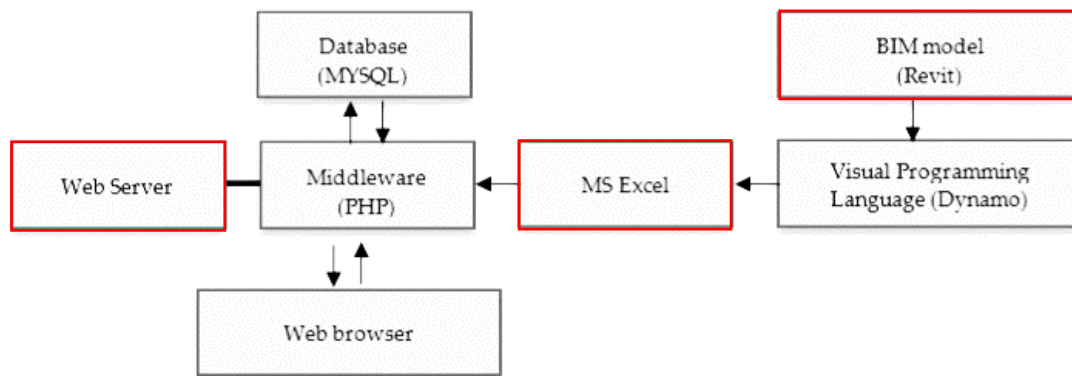 Database
(MYSQL)
BIM model
(Revit)
Web Server
Middleware
(PHP)
MS Excel
Visual Programming
Language (Dynamo)
Web browser